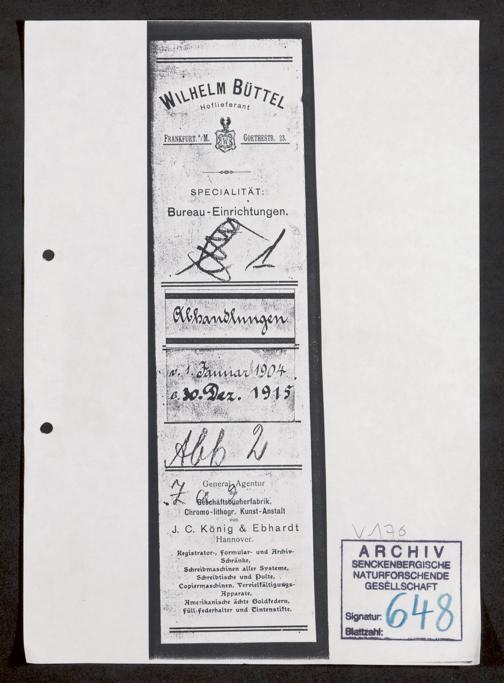 WILHELM BÜTTEL
Hoflieferant
FRANKFURT. a/M. GOETHESTR. 23.
SPECIALITÄT:
Bureau-Einrichtungen.
1
Abhandlungen
v. 1. Januar 1904.
b. 30. Dez. 1915
Abh 2
General-Agentur
Geschäftsbücherfabrik,
Chromo-lithogr. Kunst-Anstalt
von
J. C. König & Ebhardt
Hannover.
Registrator-, Formular- und Archiv-
Schränke,
Schreibmaschinen aller Systeme,
Schreibtische und Pulte,
Copiermaschinen, Vervielfältigungs-
Apparate,
Amerikanische ächte Goldfedern,
Füll-Federhalter und Tintenstifte.
V 176
ARCHIV
SENCKENBERGISCHE
NATURFORSCHENDE
GESELLSCHAFT
Signatur: 648
Blattzahl: